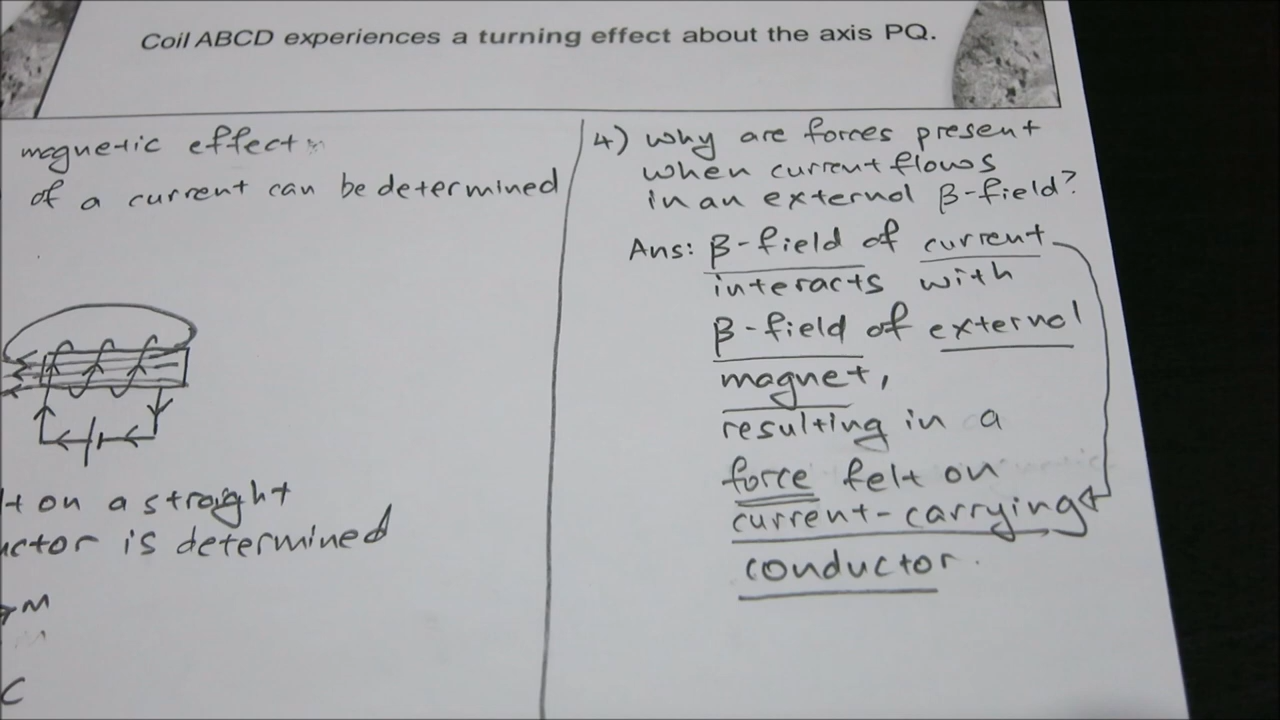 Coil ABCD experiences a turning effect about the axis PQ.
magnetic effect
of a current can be determined
on a straight
is determined
M
C
4) why are forces present
when current flows
in an external β-field?
Ans: β-field of current
interacts with
β-field of external
magnet,
resulting in a
force felt on
current-carrying
conductor.